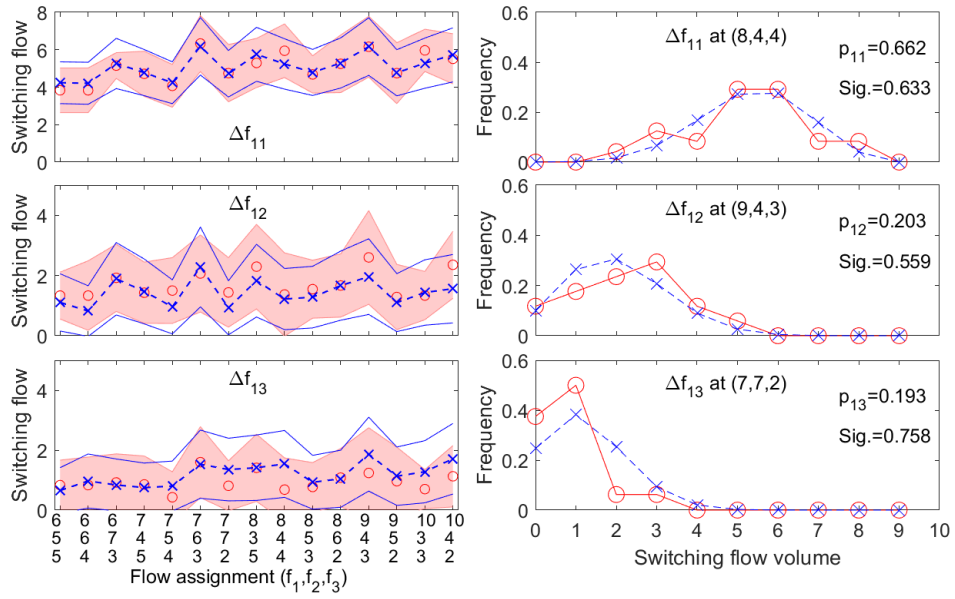 Switching flow
8
6
4
2
0
Δf11
Switching flow
4
2
0
Δf12
Switching flow
4
2
0
Δf13
6 6 6 7 7 7 7 8 8 8 8 9 9 10 10
5 6 7 4 5 6 7 3 4 5 6 4 5 3 4
5 4 3 5 4 3 2 5 4 3 2 3 2 3 2
Flow assignment (f1,f2,f3)
Frequency
0.6
0.4
0.2
0
Δf11 at (8,4,4)
p11=0.662
Sig.=0.633
Frequency
0.6
0.4
0.2
0
Δf12 at (9,4,3)
p12=0.203
Sig.=0.559
Frequency
0.6
0.4
0.2
0
Δf13 at (7,7,2)
p13=0.193
Sig.=0.758
0 1 2 3 4 5 6 7 8 9 10
Switching flow volume